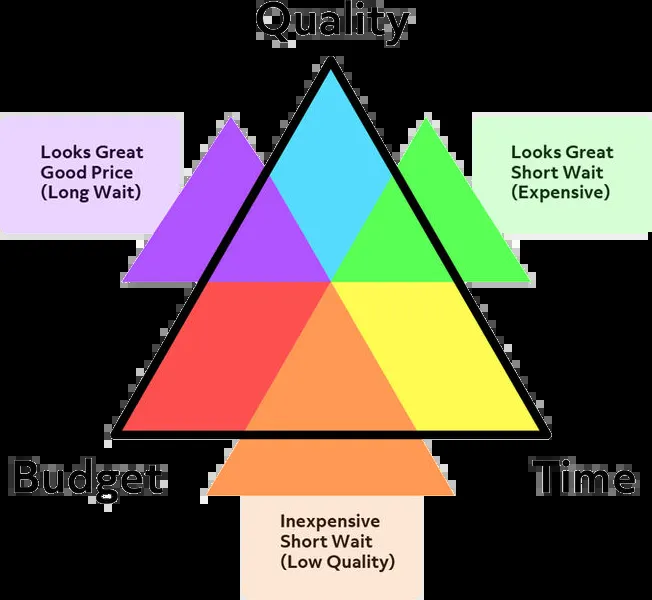 Quality
Looks Great
Good Price
(Long Wait)
Looks Great
Short Wait
(Expensive)
Budget
Time
Inexpensive
Short Wait
(Low Quality)